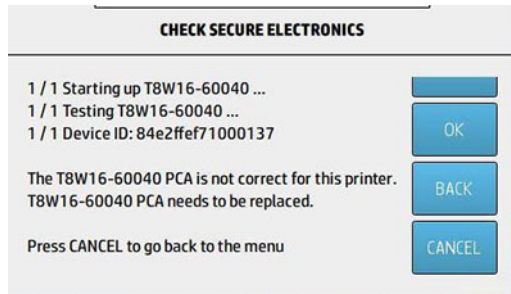 CHECK SECURE ELECTRONICS
1 / 1 Starting up T8W16-60040 ...
1 / 1 Testing T8W16-60040 ...
1 / 1 Device ID: 84e2ffef71000137
The T8W16-60040 PCA is not correct for this printer.
T8W16-60040 PCA needs to be replaced.
Press CANCEL to go back to the menu
OK
BACK
CANCEL